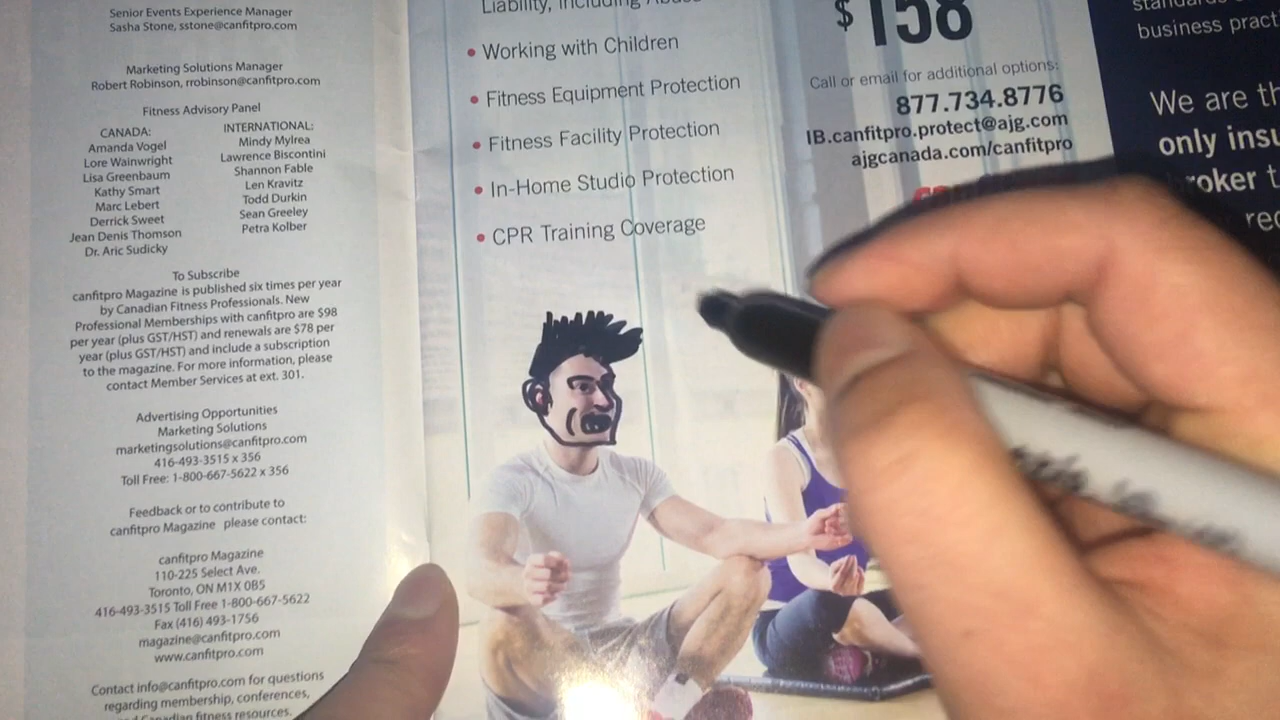 Senior Events Experience Manager
Sasha Stone, sstone@canfitpro.com
Marketing Solutions Manager
Robert Robinson, rrobinson@canfitpro.com
Fitness Advisory Panel
CANADA:
Amanda Vogel
Lore Wainwright
Lisa Greenbaum
Kathy Smart
Marc Lebert
Derrick Sweet
Jean Denis Thomson
Dr. Aric Sudicky
INTERNATIONAL:
Mindy Mylrea
Lawrence Biscontini
Shannon Fable
Len Kravitz
Todd Durkin
Sean Greeley
Petra Kolber
To Subscribe
canfitpro Magazine is published six times per year
by Canadian Fitness Professionals. New
Professional Memberships with canfitpro are $98
per year (plus GST/HST) and renewals are $78 per
year (plus GST/HST) and include a subscription
to the magazine. For more information, please
contact Member Services at ext. 301.
Advertising Opportunities
Marketing Solutions
marketingsolutions@canfitpro.com
416-493-3515 x 356
Toll Free: 1-800-667-5622 x 356
Feedback or to contribute to
canfitpro Magazine please contact:
canfitpro Magazine
110-225 Select Ave.
Toronto, ON M1X 0B5
416-493-3515 Toll Free 1-800-667-5622
Fax (416) 493-1756
magazine@canfitpro.com
www.canfitpro.com
Contact info@canfitpro.com for questions
regarding membership, conferences,
Canadian fitness resources.
Liability, Including
• Working with Children
• Fitness Equipment Protection
• Fitness Facility Protection
• In-Home Studio Protection
• CPR Training Coverage
$158
Call or email for additional options:
877.734.8776
IB.canfitpro.protect@ajg.com
ajgcanada.com/canfitpro
business
We are
only